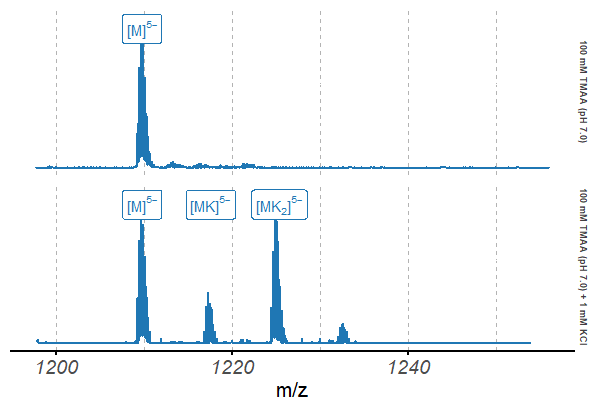 [M]⁵⁻
100 mM TMAA (pH 7.0)
[M]⁵⁻ [MK]⁵⁻ [MK₂]⁵⁻
100 mM TMAA (pH 7.0) + 1 mM KCl
1200 1220 1240
m/z